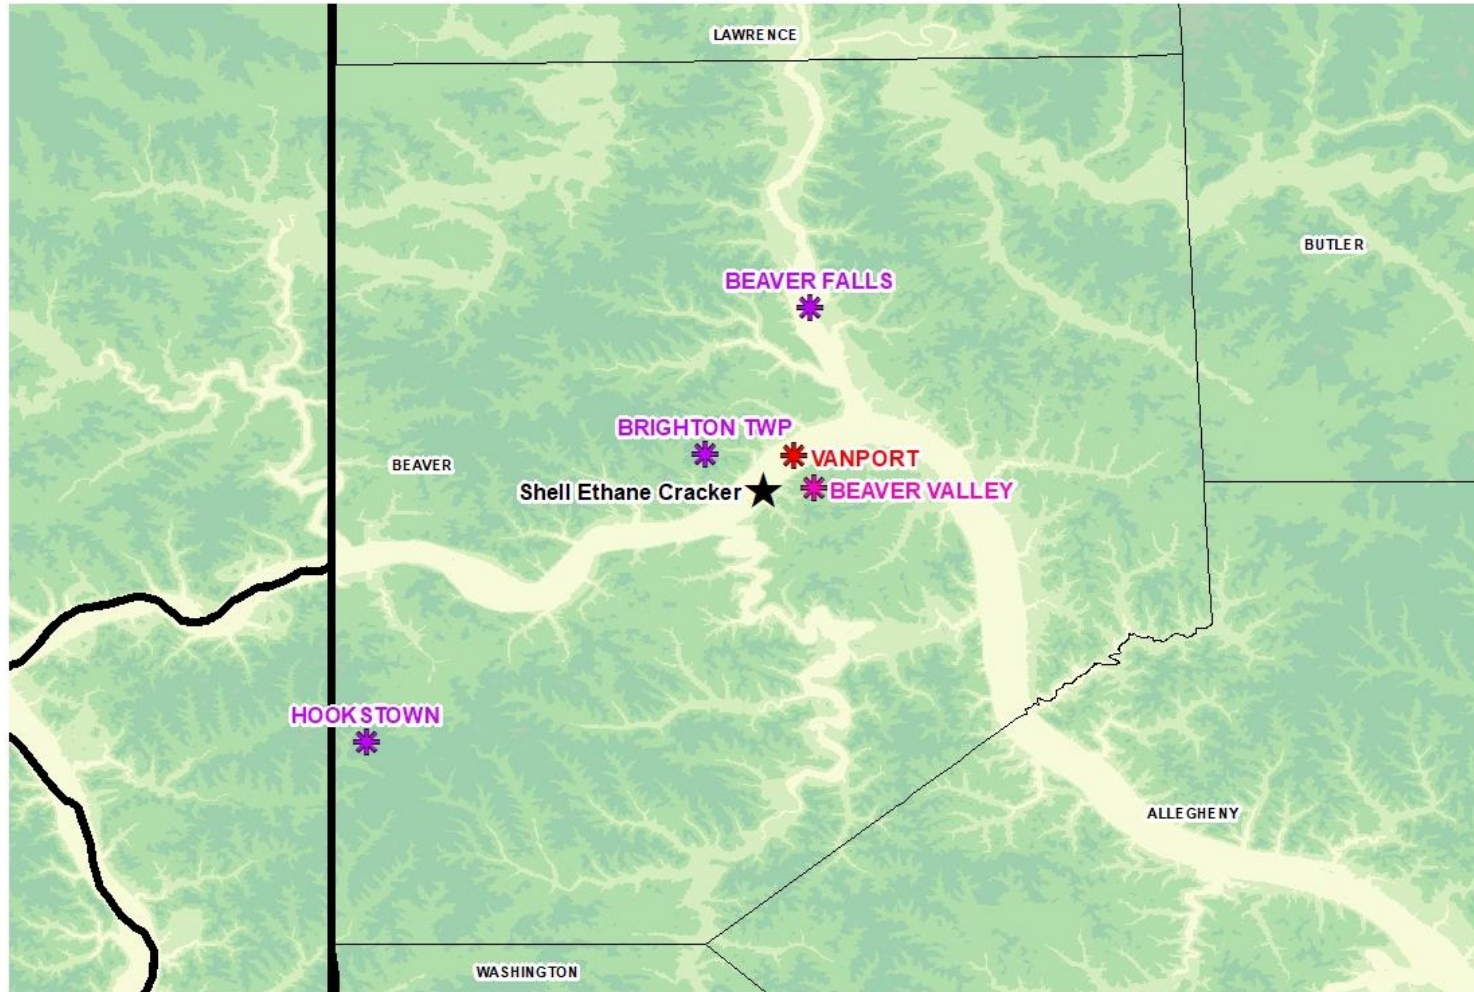 LAWRENCE
BUTLER
BEAVER FALLS
BRIGHTON TWP
VANPORT
BEAVER
Shell Ethane Cracker
BEAVER VALLEY
HOOKSTOWN
ALLEGHENY
WASHINGTON